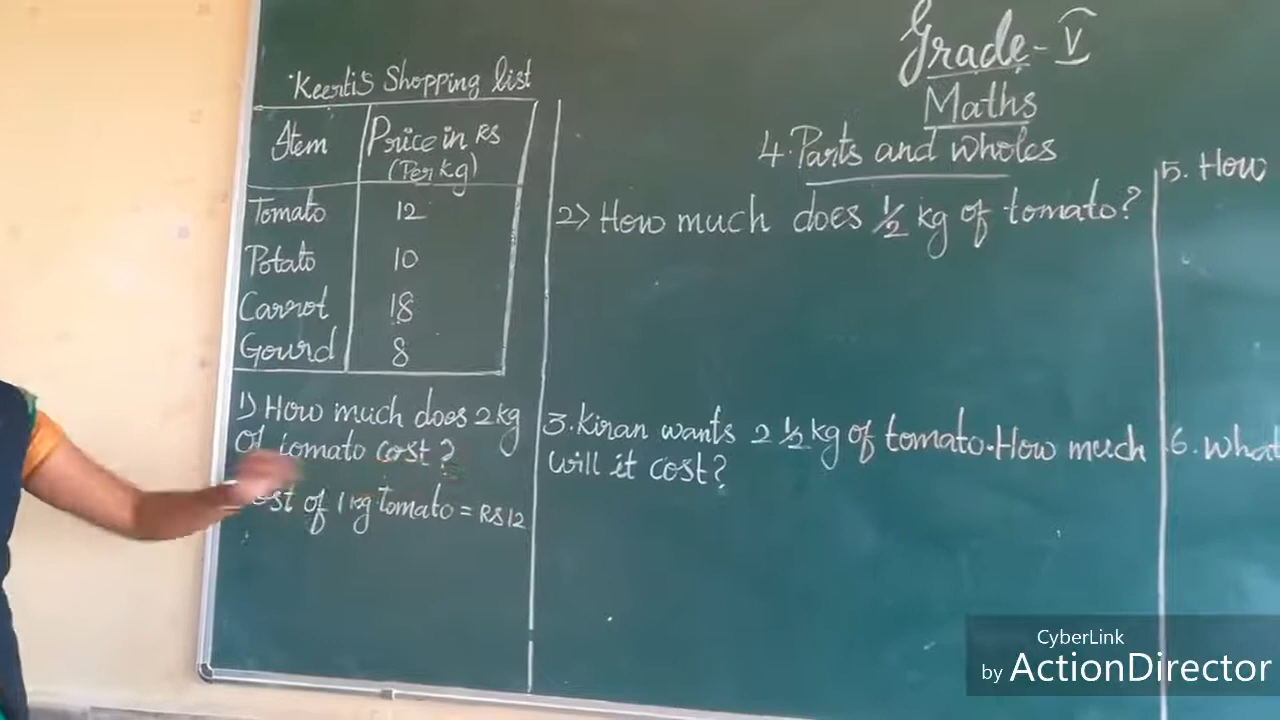 Grade - V
Maths
4. Parts and wholes
Keerti's Shopping list
Item Price in RS
(Per kg)
Tomato 12
Potato 10
Carrot 18
Gourd 8
1) How much does 2 kg
of tomato cost?
cost of 1 kg tomato = RS 12
2) How much does 1/2 kg of tomato?
3. Kiran wants 2 1/2 kg of tomato. How much
will it cost?
5. How
6. What
CyberLink
by ActionDirector